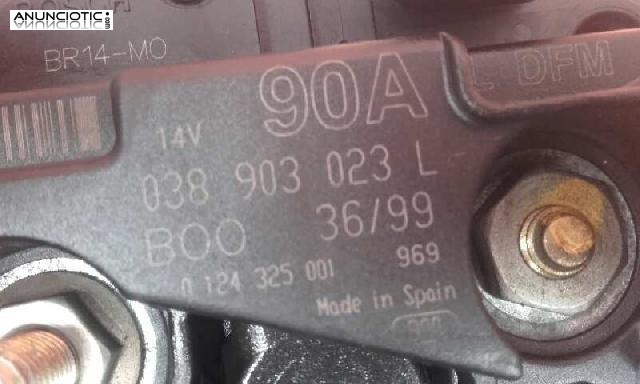 ANUNCIOTIC.com
BR14-MO
90A
L DFM
14V
038 903 023 L
BOO 36/99
0 124 325 001 969
Made in Spain